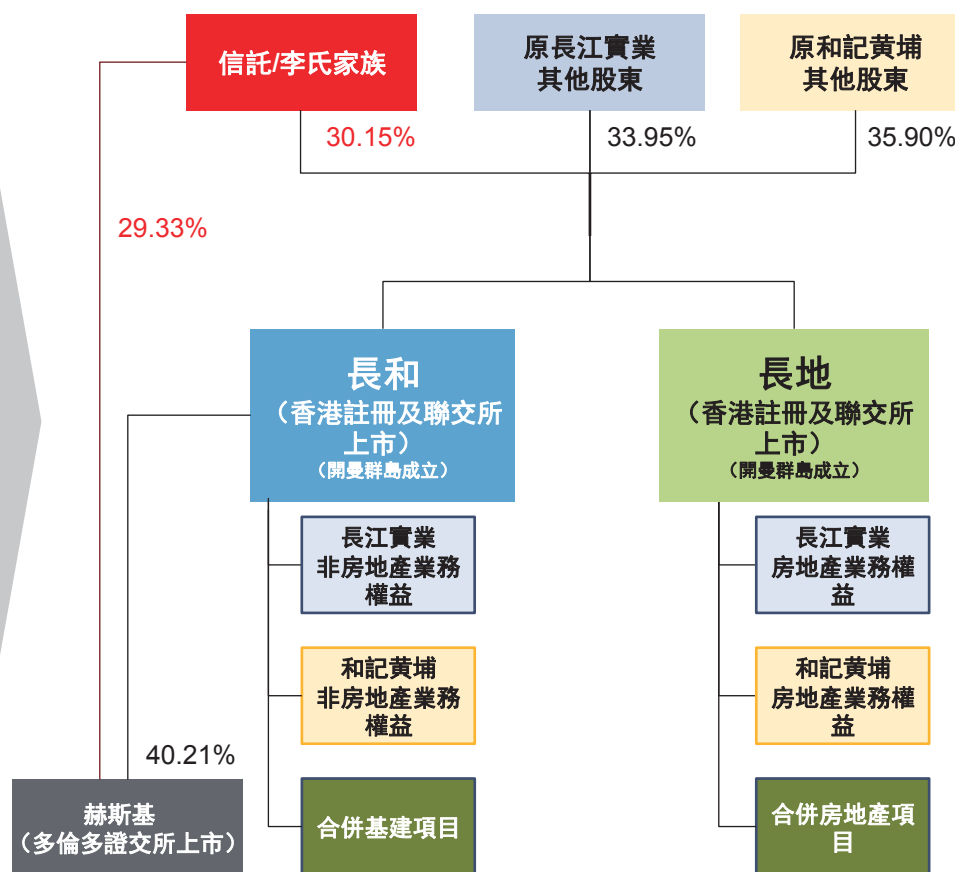 信託/李氏家族
原長江實業
其他股東
原和記黄埔
其他股東
30.15%
33.95%
35.90%
29.33%
長和
（香港註冊及聯交所
上市）
（開曼群島成立）
長地
（香港註冊及聯交所
上市）
（開曼群島成立）
長江實業
非房地產業務
權益
長江實業
房地產業務權
益
和記黄埔
非房地產業務
權益
和記黄埔
房地產業務權
益
40.21%
赫斯基
（多倫多證交所上市）
合併基建項目
合併房地產項
目